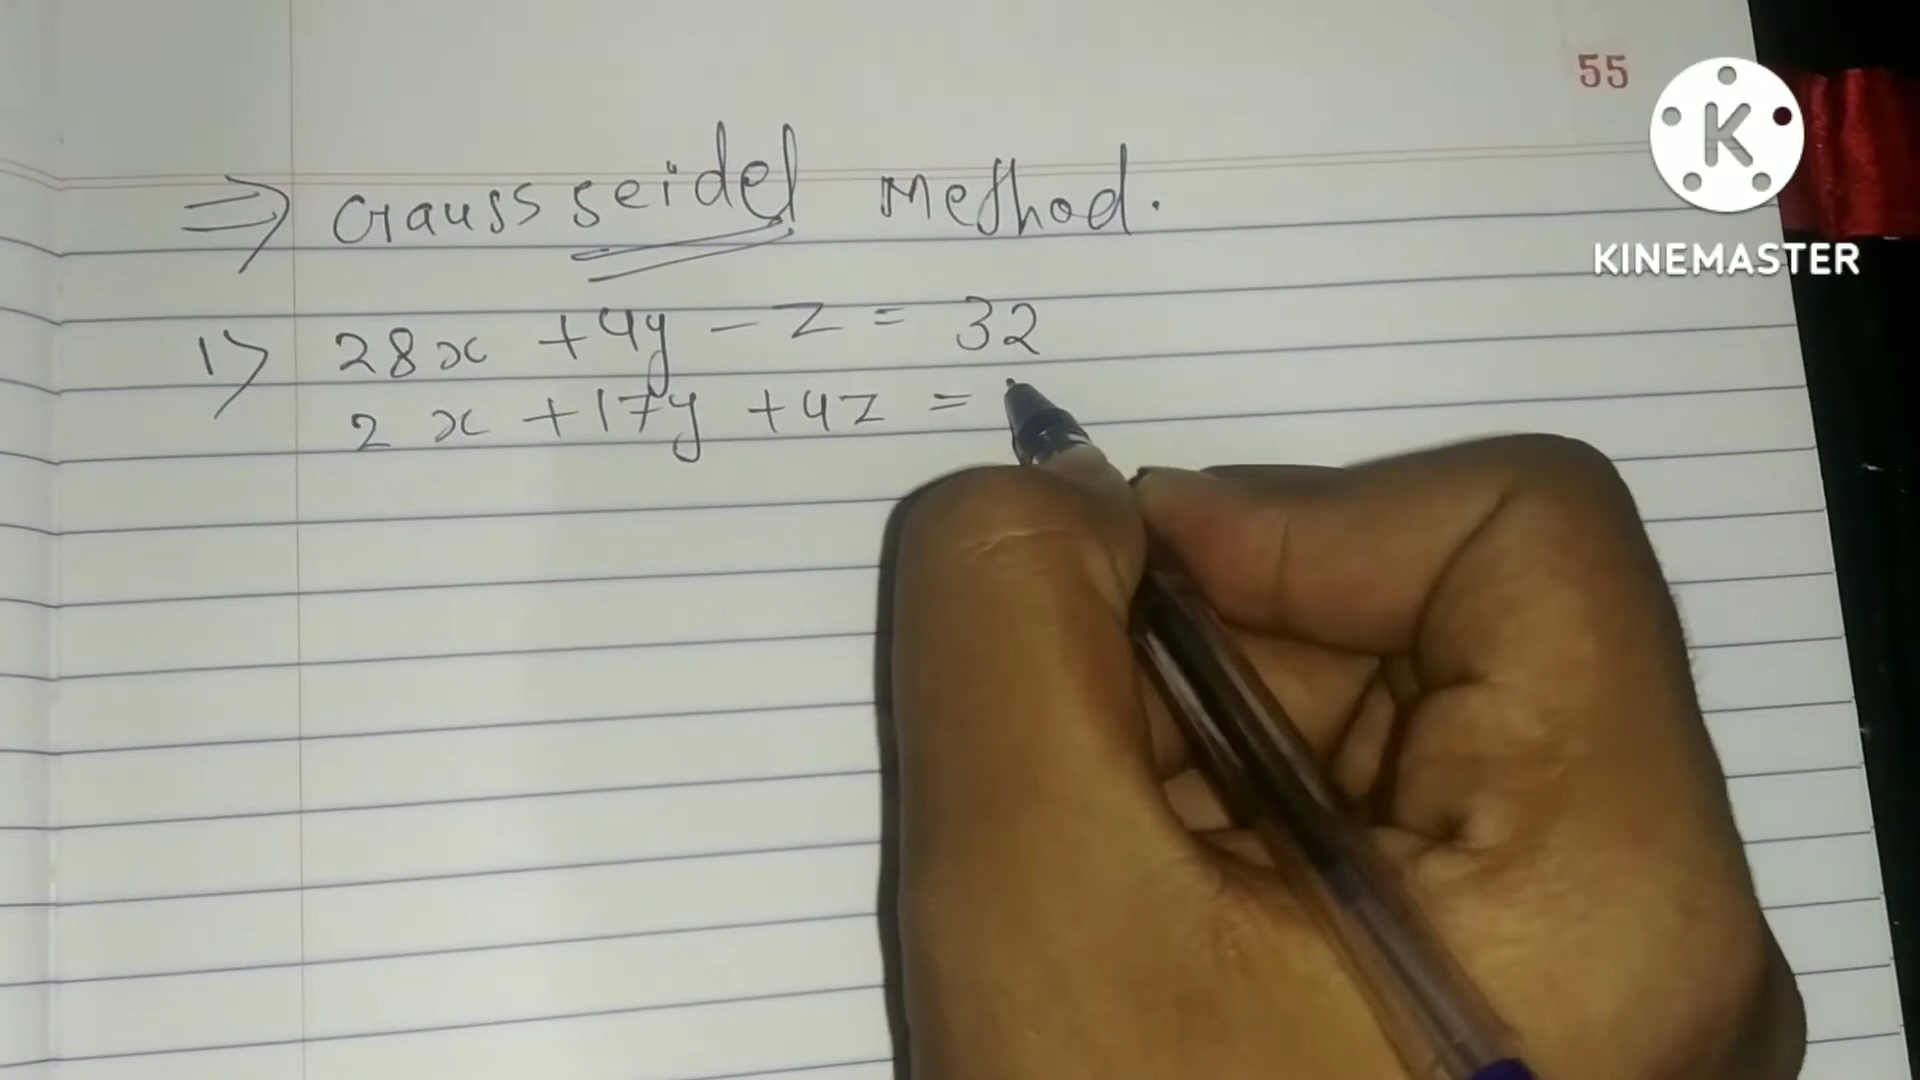 55
K
KINEMASTER
⇒ Gauss seidel Method.
1) 28x + 4y - z = 32
2x + 17y + 4z =